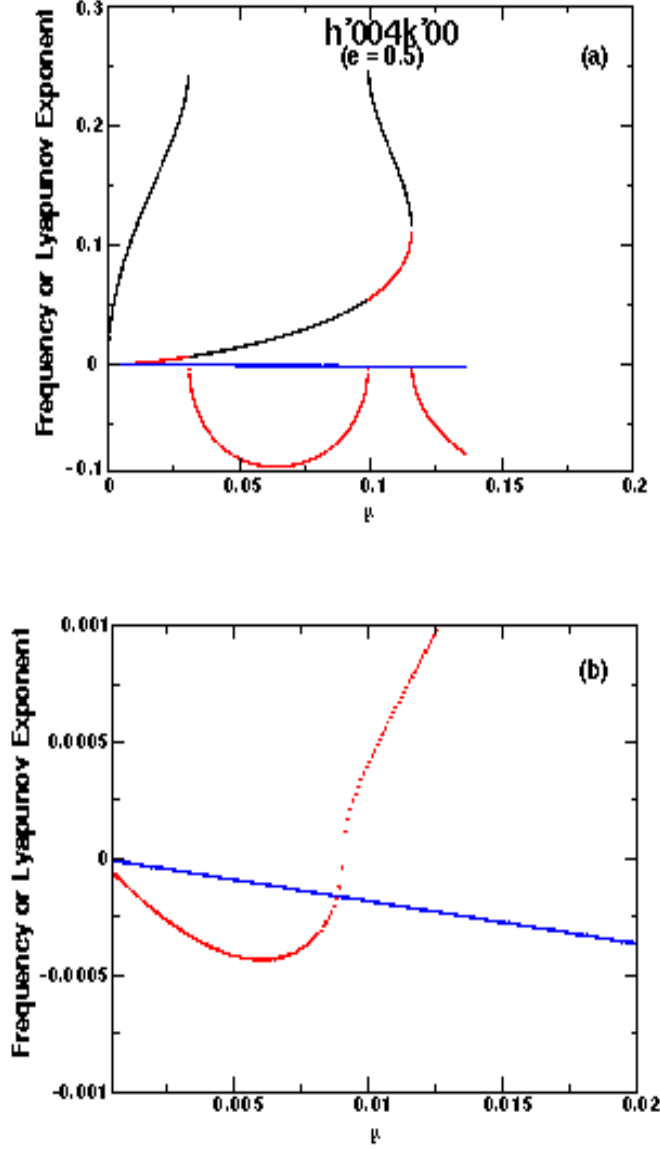 h'004k'00
(e = 0.5)
(a)
Frequency or Lyapunov Exponent
0.3
0.2
0.1
0
-0.1
0
0.05
0.1
0.15
0.2
μ
(b)
Frequency or Lyapunov Exponent
0.001
0.0005
0
-0.0005
-0.001
0.005
0.01
0.015
0.02
μ